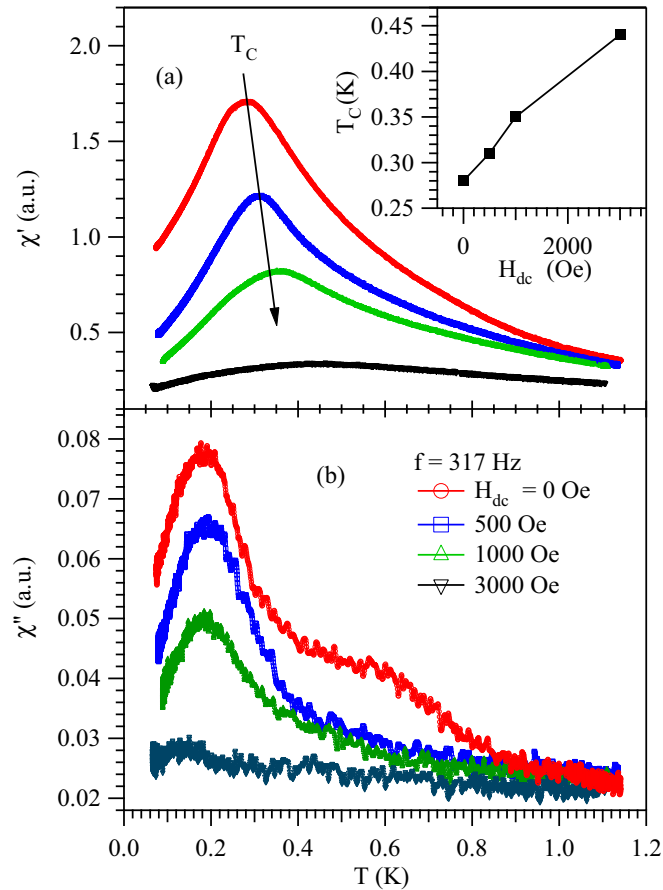 (a)
T_C
2.0
1.5
1.0
0.5
χ' (a.u.)
0.45
0.40
0.35
0.30
0.25
T_C (K)
0
2000
H_dc (Oe)
(b)
f = 317 Hz
H_dc = 0 Oe
500 Oe
1000 Oe
3000 Oe
0.08
0.07
0.06
0.05
0.04
0.03
0.02
χ" (a.u.)
0.0 0.2 0.4 0.6 0.8 1.0 1.2
T (K)